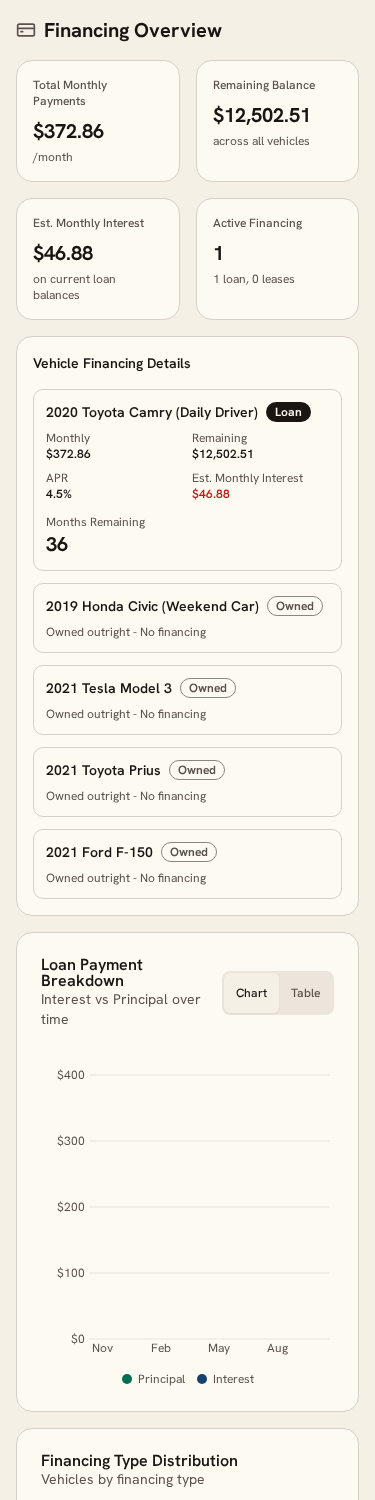 Financing Overview
Total Monthly
Payments
$372.86
/month
Remaining Balance
$12,502.51
across all vehicles
Est. Monthly Interest
$46.88
on current loan
balances
Active Financing
1
1 loan, 0 leases
Vehicle Financing Details
2020 Toyota Camry (Daily Driver) Loan
Monthly
$372.86
Remaining
$12,502.51
APR
4.5%
Est. Monthly Interest
$46.88
Months Remaining
36
2019 Honda Civic (Weekend Car) Owned
Owned outright - No financing
2021 Tesla Model 3 Owned
Owned outright - No financing
2021 Toyota Prius Owned
Owned outright - No financing
2021 Ford F-150 Owned
Owned outright - No financing
Loan Payment
Breakdown
Interest vs Principal over
time
Chart Table
$400
$300
$200
$100
$0
Nov Feb May Aug
Principal Interest
Financing Type Distribution
Vehicles by financing type